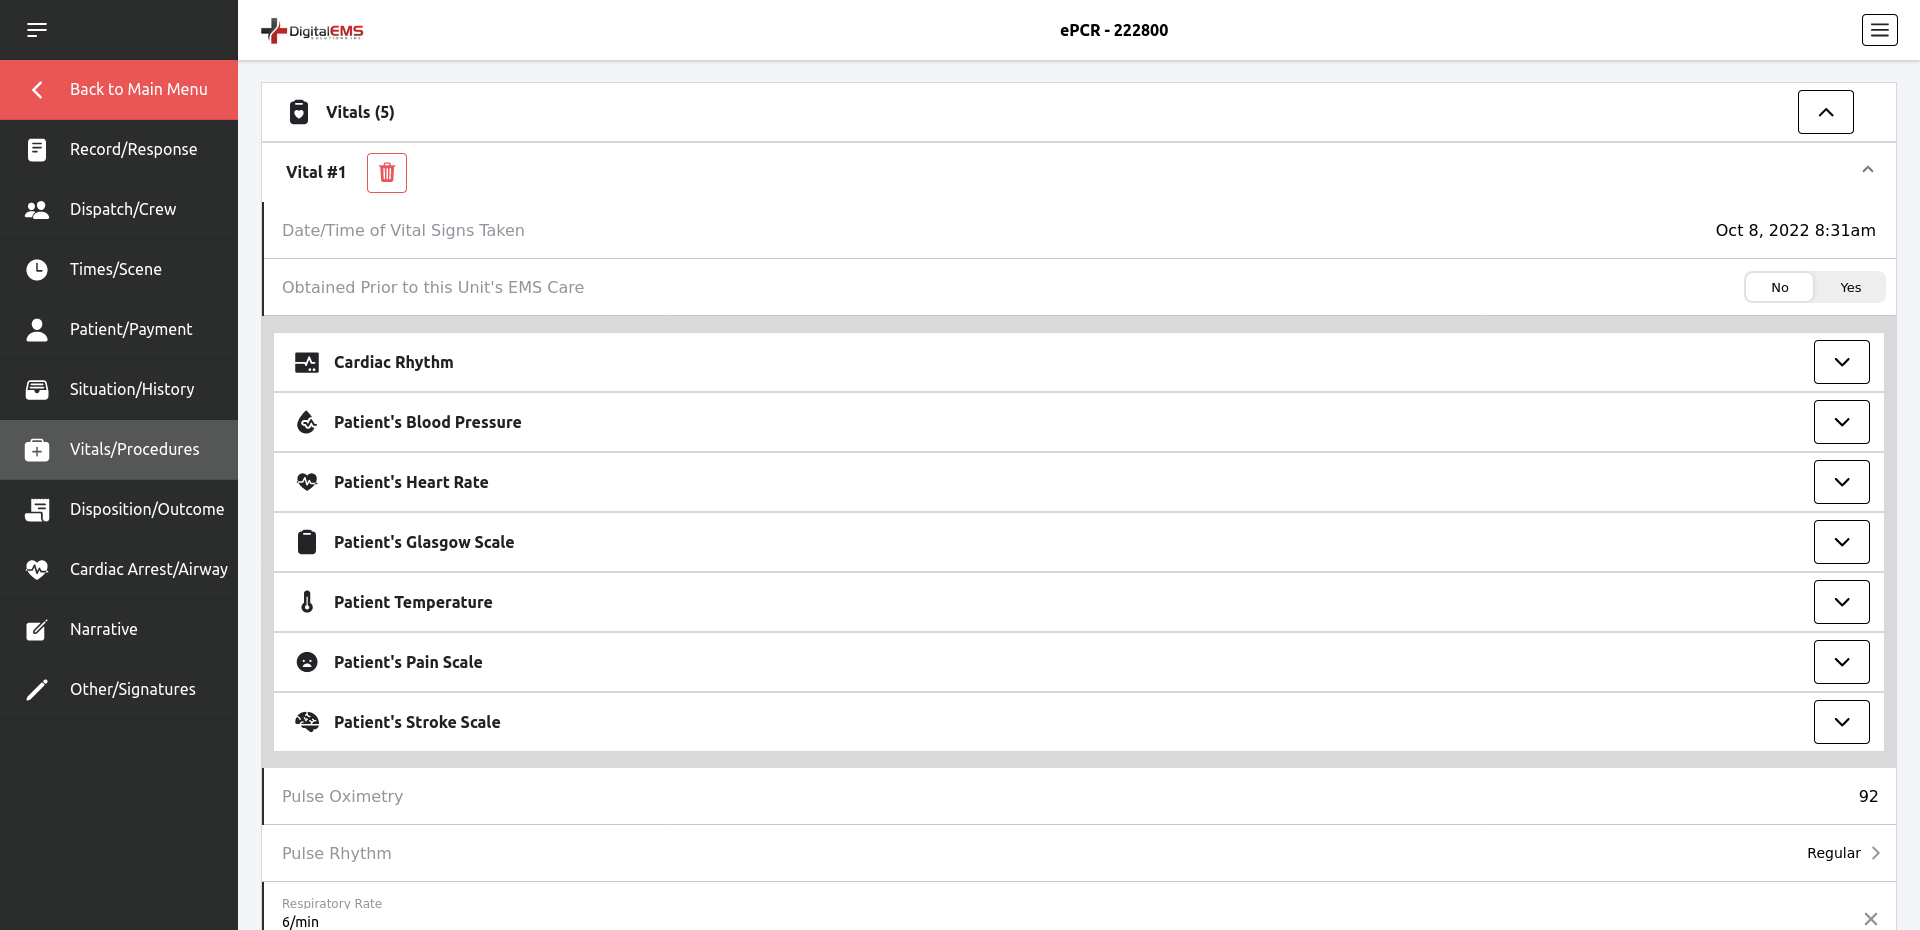 DigitalEMS
ePCR - 222800
Back to Main Menu
Record/Response
Dispatch/Crew
Times/Scene
Patient/Payment
Situation/History
Vitals/Procedures
Disposition/Outcome
Cardiac Arrest/Airway
Narrative
Other/Signatures
Vitals (5)
Vital #1
Date/Time of Vital Signs Taken Oct 8, 2022 8:31am
Obtained Prior to this Unit's EMS Care No Yes
Cardiac Rhythm
Patient's Blood Pressure
Patient's Heart Rate
Patient's Glasgow Scale
Patient Temperature
Patient's Pain Scale
Patient's Stroke Scale
Pulse Oximetry 92
Pulse Rhythm Regular
Respiratory Rate
6/min